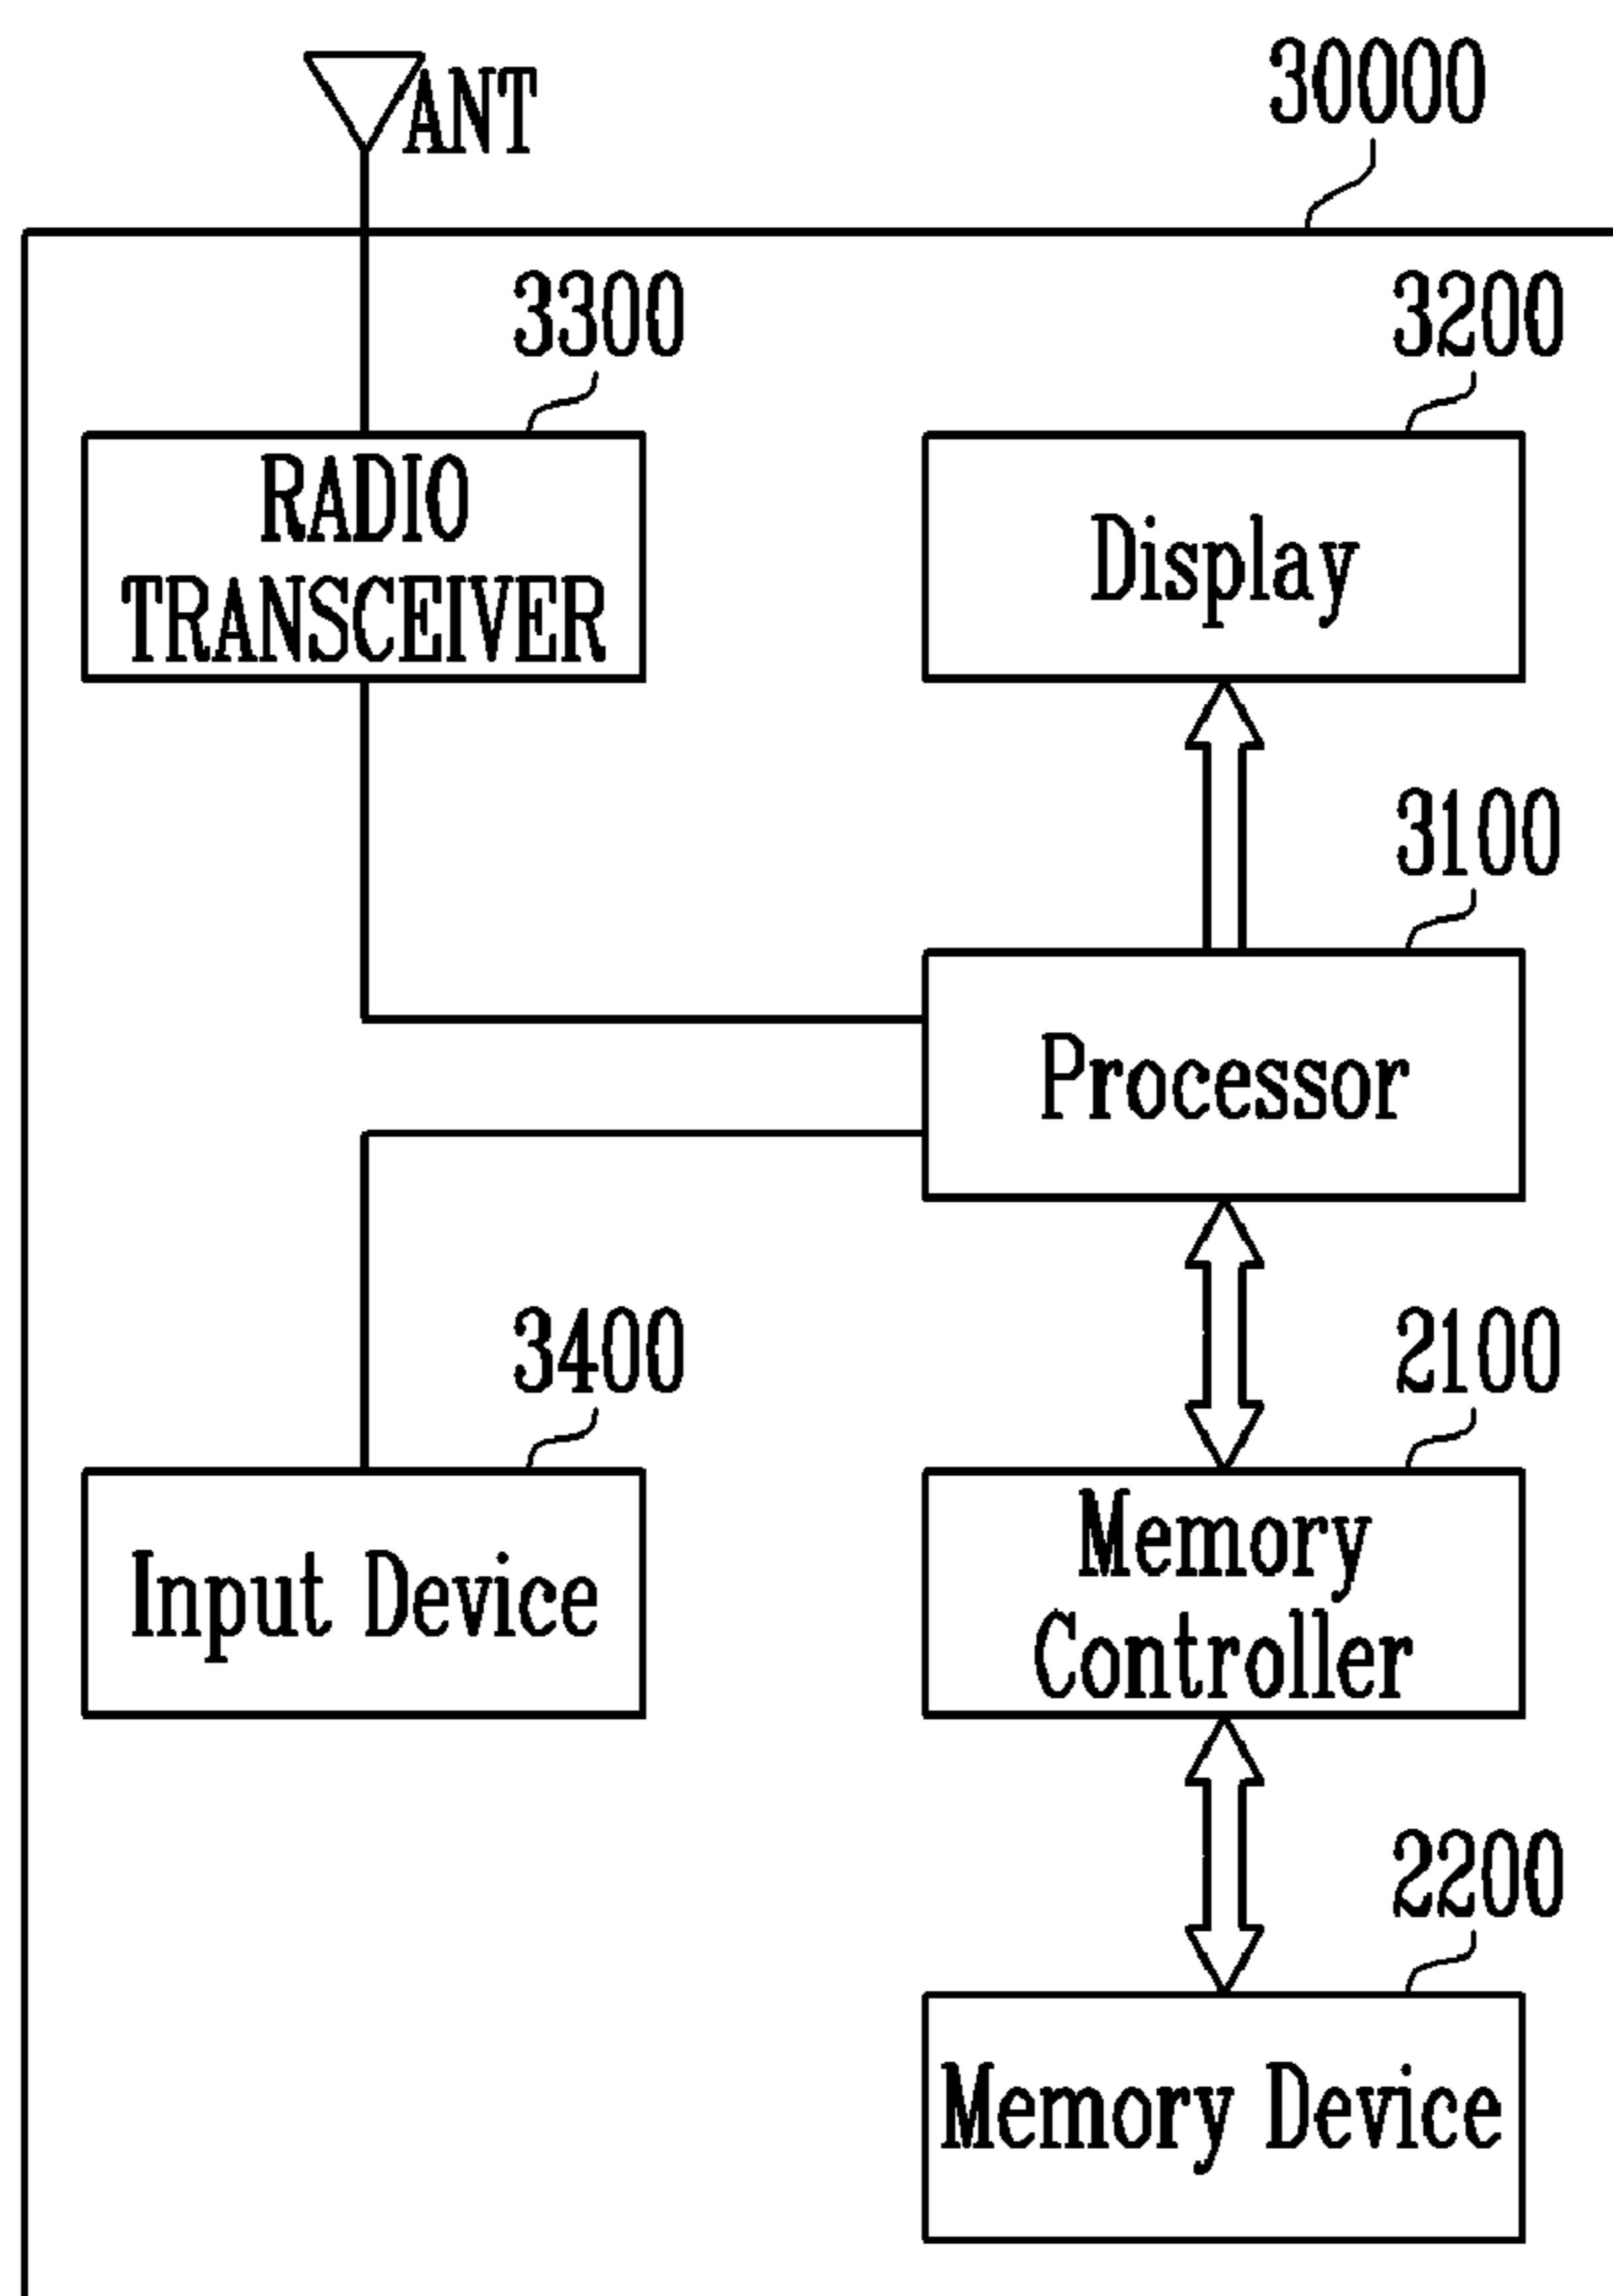 ANT
30000
3300
3200
RADIO
TRANSCEIVER
Display
3100
Processor
3400
2100
Input Device
Memory
Controller
2200
Memory Device